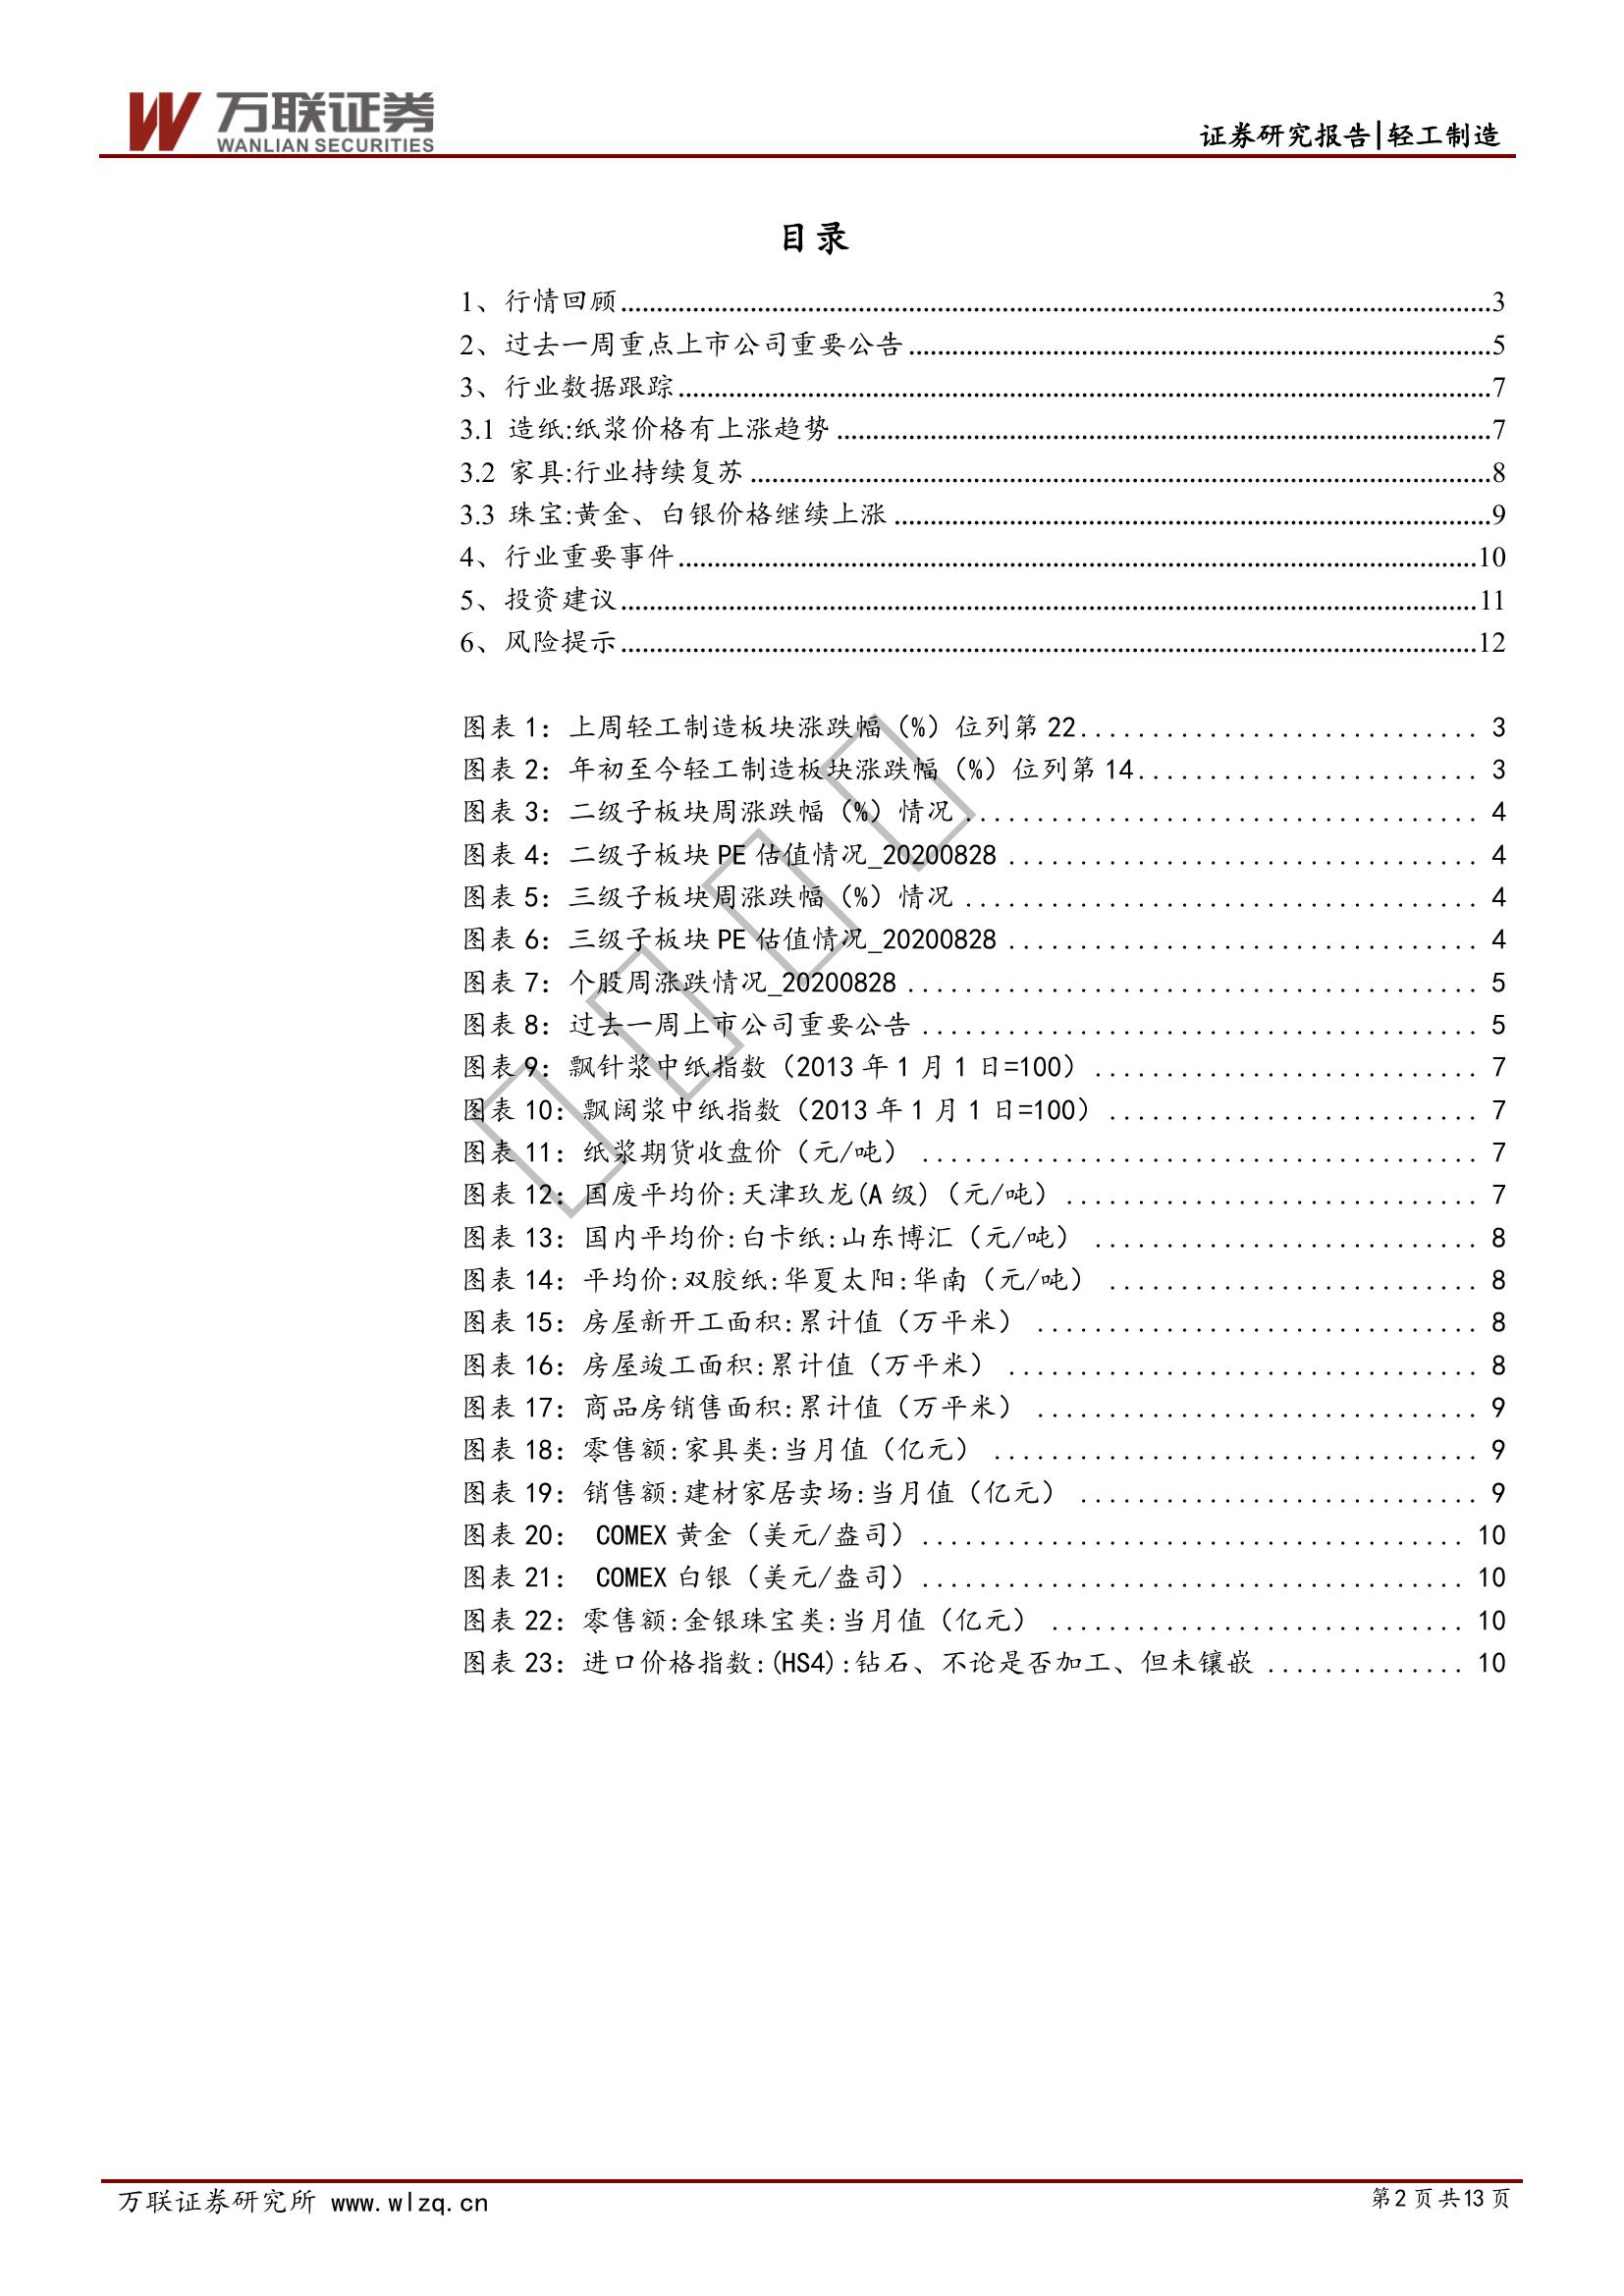 万联证券
WANLIAN SECURITIES
证券研究报告|轻工制造
目录
1、行情回顾........3
2、过去一周重点上市公司重要公告........5
3、行业数据跟踪........7
3.1 造纸:纸浆价格有上涨趋势........7
3.2 家具:行业持续复苏........8
3.3 珠宝:黄金、白银价格继续上涨........9
4、行业重要事件........10
5、投资建议........11
6、风险提示........12
图表 1：上周轻工制造板块涨跌幅（%）位列第 22........3
图表 2：年初至今轻工制造板块涨跌幅（%）位列第 14........3
图表 3：二级子板块周涨跌幅（%）情况........4
图表 4：二级子板块 PE 估值情况_20200828........4
图表 5：三级子板块周涨跌幅（%）情况........4
图表 6：三级子板块 PE 估值情况_20200828........4
图表 7：个股周涨跌情况_20200828........5
图表 8：过去一周上市公司重要公告........5
图表 9：飘针浆中纸指数（2013 年 1 月 1 日=100）........7
图表 10：飘阔浆中纸指数（2013 年 1 月 1 日=100）........7
图表 11：纸浆期货收盘价（元/吨）........7
图表 12：国废平均价:天津玖龙(A 级)（元/吨）........7
图表 13：国内平均价:白卡纸:山东博汇（元/吨）........8
图表 14：平均价:双胶纸:华夏太阳:华南（元/吨）........8
图表 15：房屋新开工面积:累计值（万平米）........8
图表 16：房屋竣工面积:累计值（万平米）........8
图表 17：商品房销售面积:累计值（万平米）........9
图表 18：零售额:家具类:当月值（亿元）........9
图表 19：销售额:建材家居卖场:当月值（亿元）........9
图表 20： COMEX 黄金（美元/盎司）........10
图表 21： COMEX 白银（美元/盎司）........10
图表 22：零售额:金银珠宝类:当月值（亿元）........10
图表 23：进口价格指数:(HS4):钻石、不论是否加工、但未镶嵌........10
万联证券研究所 www.wlzq.cn
第 2 页 共 13 页